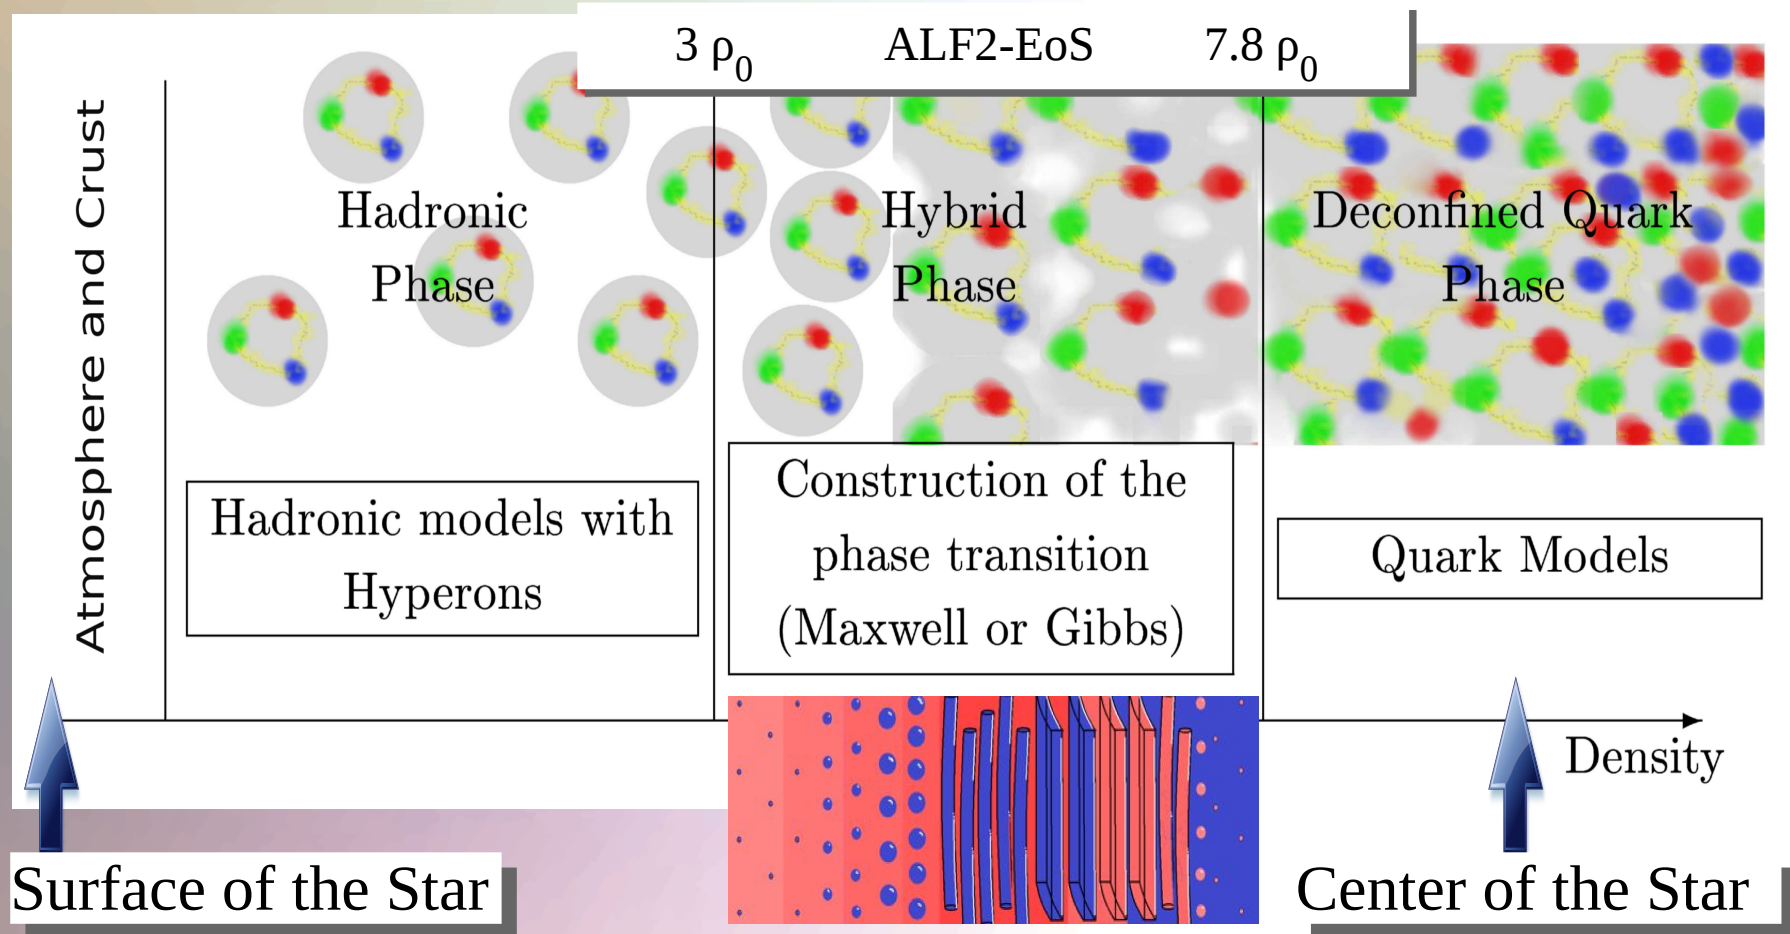 3 ρ0 ALF2-EoS 7.8 ρ0
Atmosphere and Crust
Hadronic
Phase
Hybrid
Phase
Deconfined Quark
Phase
Hadronic models with
Hyperons
Construction of the
phase transition
(Maxwell or Gibbs)
Quark Models
Density
Surface of the Star
Center of the Star